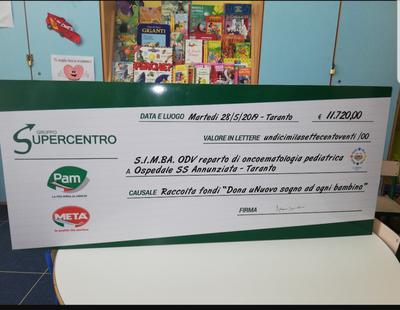 GIGANTI
GRUPPO
SUPERCENTRO
DATA E LUOGO Martedì 28/5/2019 - Taranto € 11.720,00
VALORE IN LETTERE undicimilasettecentoventi /00
S.I.M.BA. ODV reparto di oncoematologia pediatrica
A Ospedale SS Annunziata - Taranto
CAUSALE Raccolta fondi "Dona uNuovo sogno ad ogni bambino"
FIRMA
Pam
META